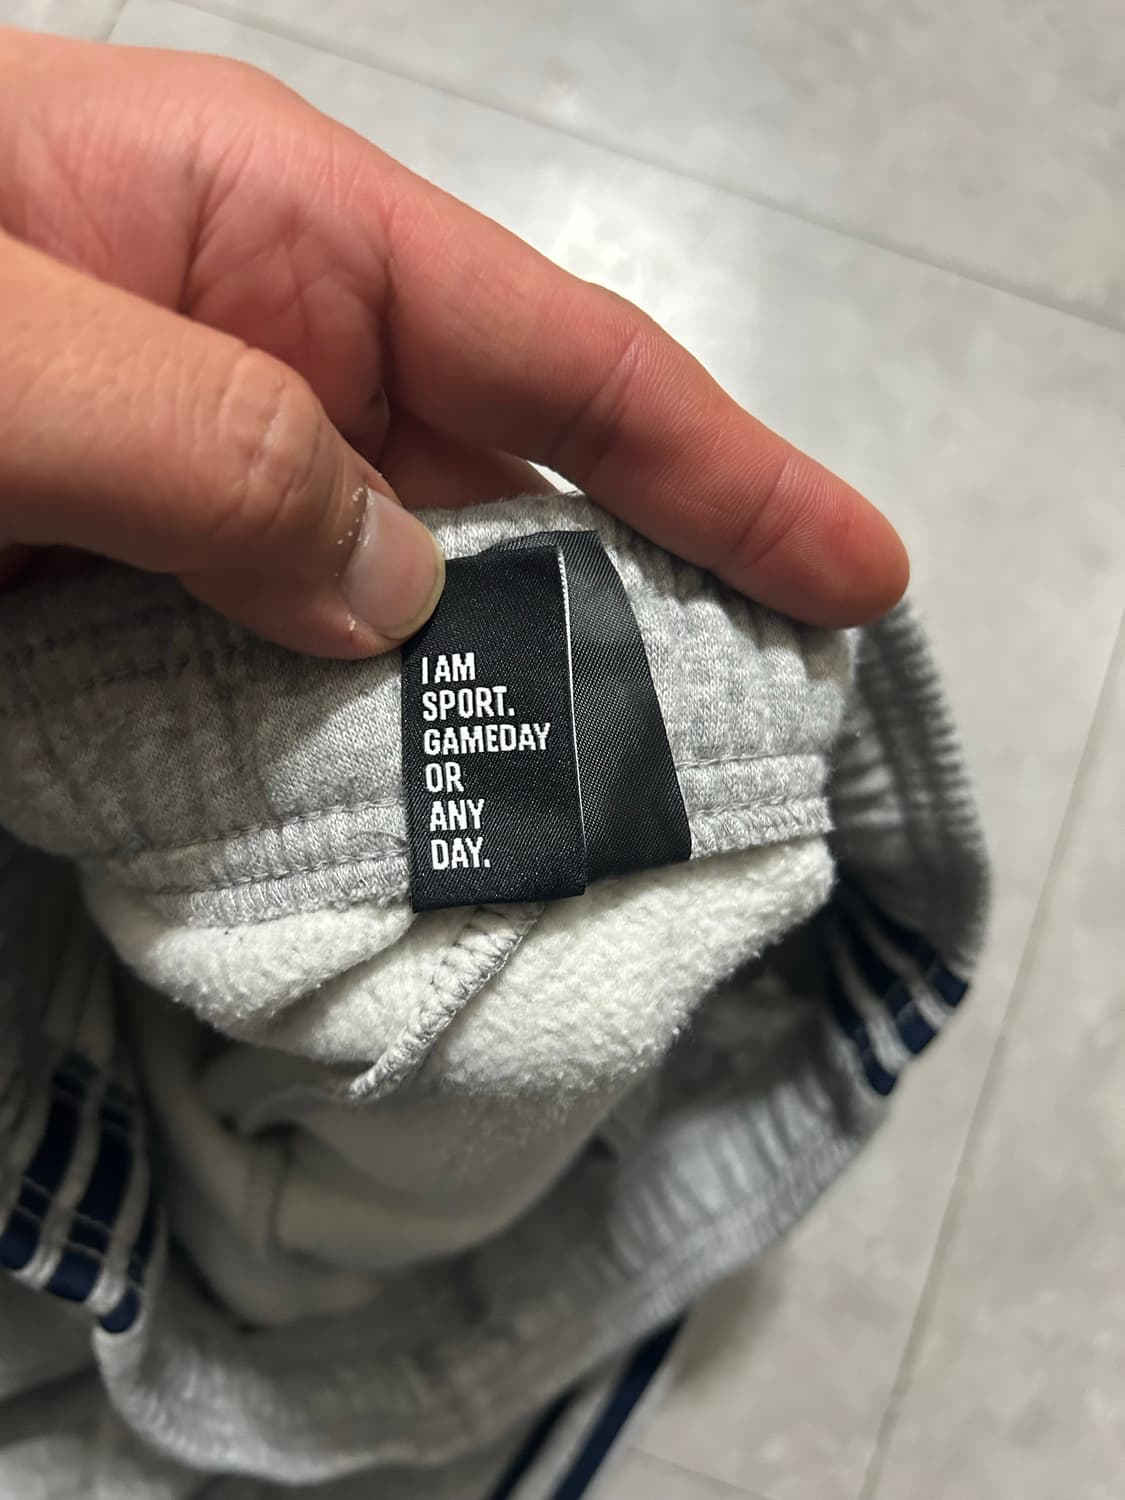 I AM
SPORT.
GAMEDAY
OR
ANY
DAY.